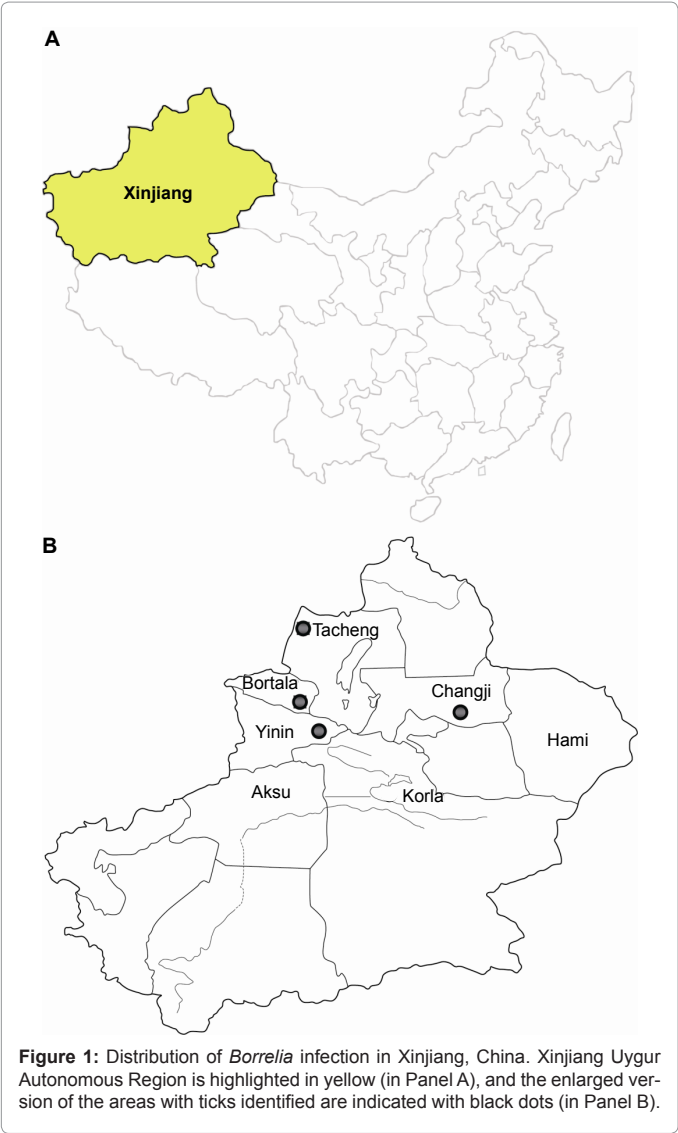 A
Xinjiang
B
Tacheng
Bortala
Changji
Yinin
Hami
Aksu
Korla
Figure 1: Distribution of Borrelia infection in Xinjiang, China. Xinjiang Uygur
Autonomous Region is highlighted in yellow (in Panel A), and the enlarged ver-
sion of the areas with ticks identified are indicated with black dots (in Panel B).